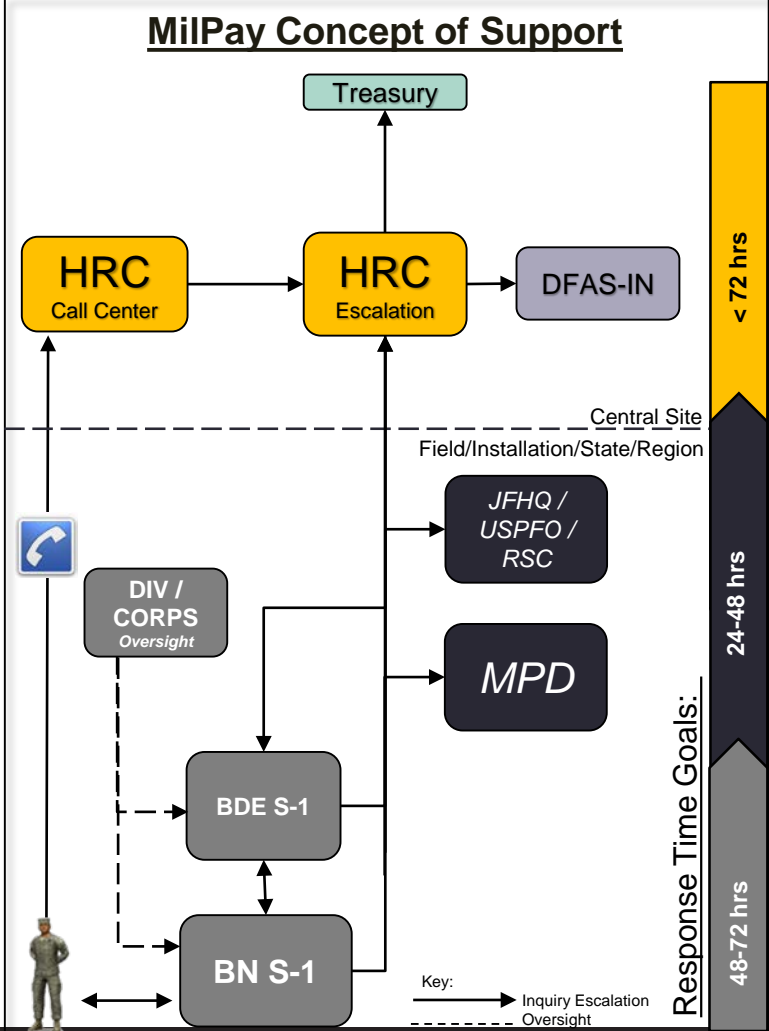 MilPay Concept of Support
Treasury
HRC
Call Center
HRC
Escalation
DFAS-IN
< 72 hrs
Central Site
Field/Installation/State/Region
JFHQ /
USPFO /
RSC
DIV /
CORPS
Oversight
24-48 hrs
MPD
BDE S-1
Response Time Goals:
BN S-1
48-72 hrs
Key:
Inquiry Escalation
Oversight